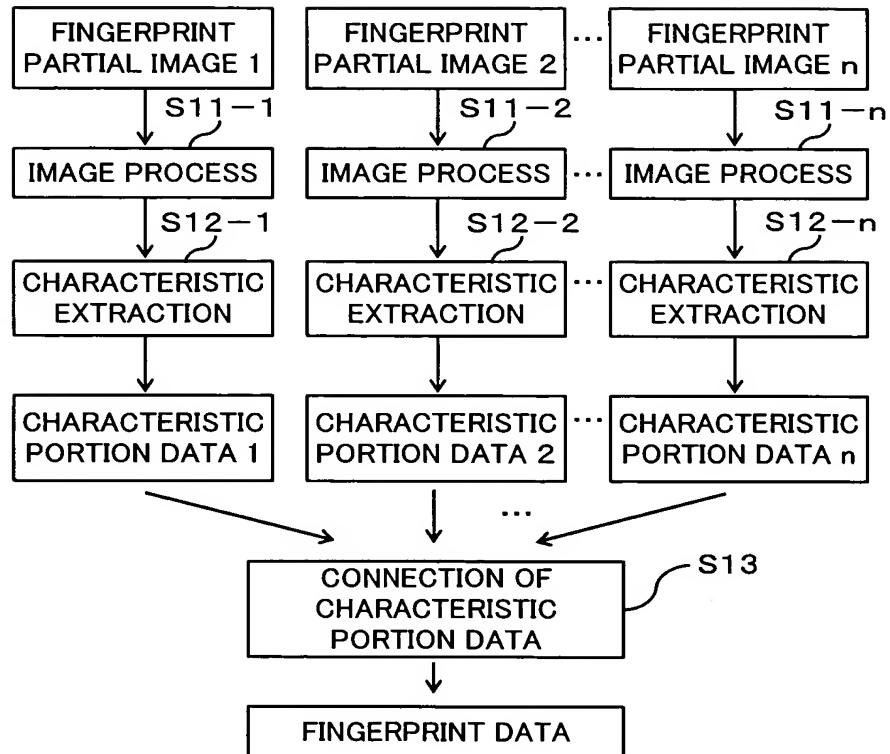 FINGERPRINT
PARTIAL IMAGE 1
FINGERPRINT
PARTIAL IMAGE 2
...
FINGERPRINT
PARTIAL IMAGE n
S11-1
S11-2
S11-n
IMAGE PROCESS
IMAGE PROCESS
...
IMAGE PROCESS
S12-1
S12-2
S12-n
CHARACTERISTIC
EXTRACTION
CHARACTERISTIC
EXTRACTION
...
CHARACTERISTIC
EXTRACTION
CHARACTERISTIC
PORTION DATA 1
CHARACTERISTIC
PORTION DATA 2
...
CHARACTERISTIC
PORTION DATA n
...
CONNECTION OF
CHARACTERISTIC
PORTION DATA
S13
FINGERPRINT DATA